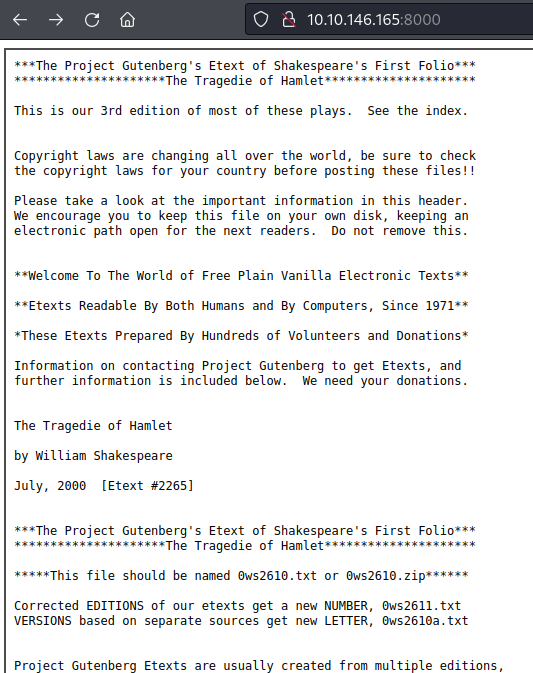 10.10.146.165:8000
***The Project Gutenberg's Etext of Shakespeare's First Folio***
*********************The Tragedie of Hamlet*********************
This is our 3rd edition of most of these plays.  See the index.
Copyright laws are changing all over the world, be sure to check
the copyright laws for your country before posting these files!!
Please take a look at the important information in this header.
We encourage you to keep this file on your own disk, keeping an
electronic path open for the next readers.  Do not remove this.
**Welcome To The World of Free Plain Vanilla Electronic Texts**
**Etexts Readable By Both Humans and By Computers, Since 1971**
*These Etexts Prepared By Hundreds of Volunteers and Donations*
Information on contacting Project Gutenberg to get Etexts, and
further information is included below.  We need your donations.
The Tragedie of Hamlet
by William Shakespeare
July, 2000  [Etext #2265]
***The Project Gutenberg's Etext of Shakespeare's First Folio***
*********************The Tragedie of Hamlet*********************
*****This file should be named 0ws2610.txt or 0ws2610.zip******
Corrected EDITIONS of our etexts get a new NUMBER, 0ws2611.txt
VERSIONS based on separate sources get new LETTER, 0ws2610a.txt
Project Gutenberg Etexts are usually created from multiple editions,